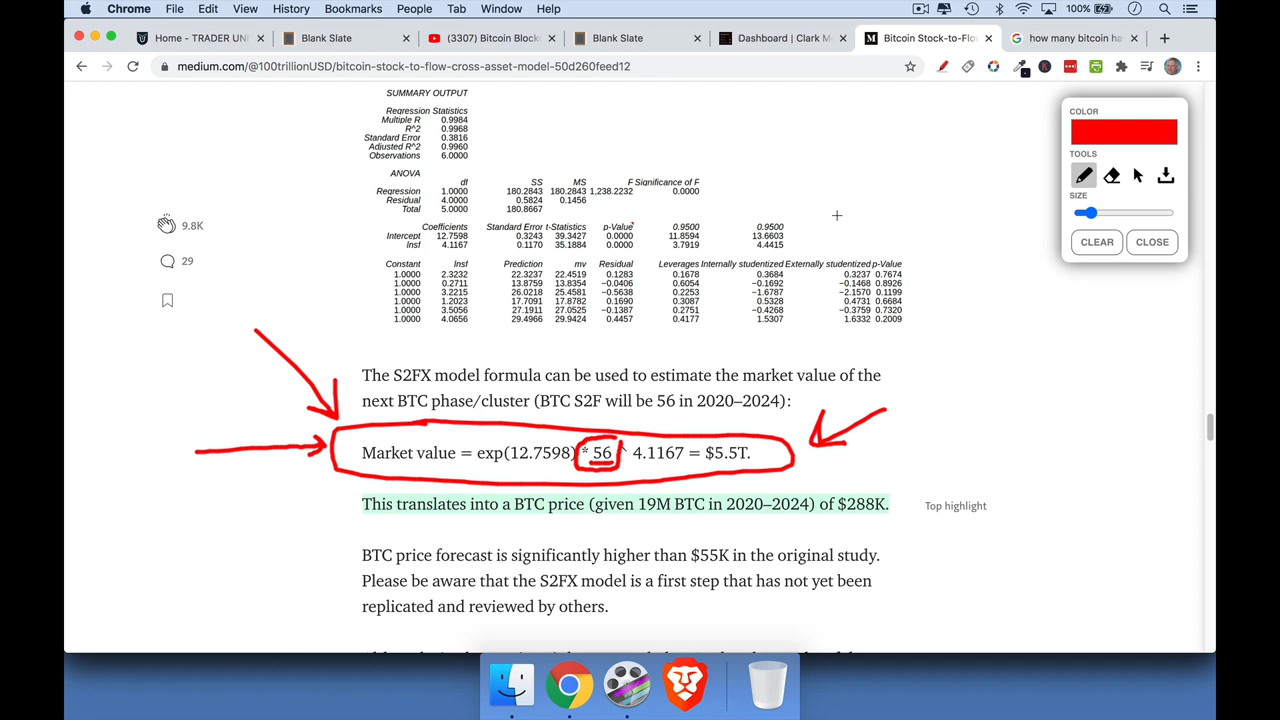 Chrome File Edit View History Bookmarks People Tab Window Help 100%
Home - TRADER UNI Blank Slate (3307) Bitcoin Block Blank Slate Dashboard | Clark Mo Bitcoin Stock-to-Flow how many bitcoin ha
medium.com/@100trillionUSD/bitcoin-stock-to-flow-cross-asset-model-50d260feed12
SUMMARY OUTPUT
Regression Statistics
Multiple R 0.9984
R^2 0.9968
Standard Error 0.3816
Adjusted R^2 0.9960
Observations 6.0000
ANOVA
df SS MS F Significance of F
Regression 1.0000 180.2843 180.2843 1,238.2232 0.0000
Residual 4.0000 0.5824 0.1456
Total 5.0000 180.8667
Coefficients Standard Error t-Statistics p-Value 0.9500 0.9500
Intercept 12.7598 0.3243 39.3427 0.0000 11.8594 13.6603
lnsf 4.1167 0.1170 35.1884 0.0000 3.7919 4.4415
Constant lnsf Prediction mv Residual Leverages Internally studentized Externally studentized p-Value
1.0000 2.3232 22.3237 22.4519 0.1283 0.1678 0.3684 0.3237 0.7674
1.0000 0.2711 13.8759 13.8354 -0.0406 0.6054 -0.1692 -0.1468 0.8926
1.0000 3.2215 26.0218 25.4581 -0.5638 0.2253 -1.6787 -2.1570 0.1199
1.0000 1.2023 17.7091 17.8782 0.1690 0.3087 0.5328 0.4731 0.6684
1.0000 3.5056 27.1911 27.0525 -0.1387 0.2751 -0.4268 -0.3759 0.7320
1.0000 4.0656 29.4966 29.9424 0.4457 0.4177 1.5307 1.6332 0.2009
9.8K
29
The S2FX model formula can be used to estimate the market value of the
next BTC phase/cluster (BTC S2F will be 56 in 2020–2024):
Market value = exp(12.7598) * 56 ^ 4.1167 = $5.5T.
This translates into a BTC price (given 19M BTC in 2020–2024) of $288K.
Top highlight
BTC price forecast is significantly higher than $55K in the original study.
Please be aware that the S2FX model is a first step that has not yet been
replicated and reviewed by others.
COLOR
TOOLS
SIZE
CLEAR CLOSE